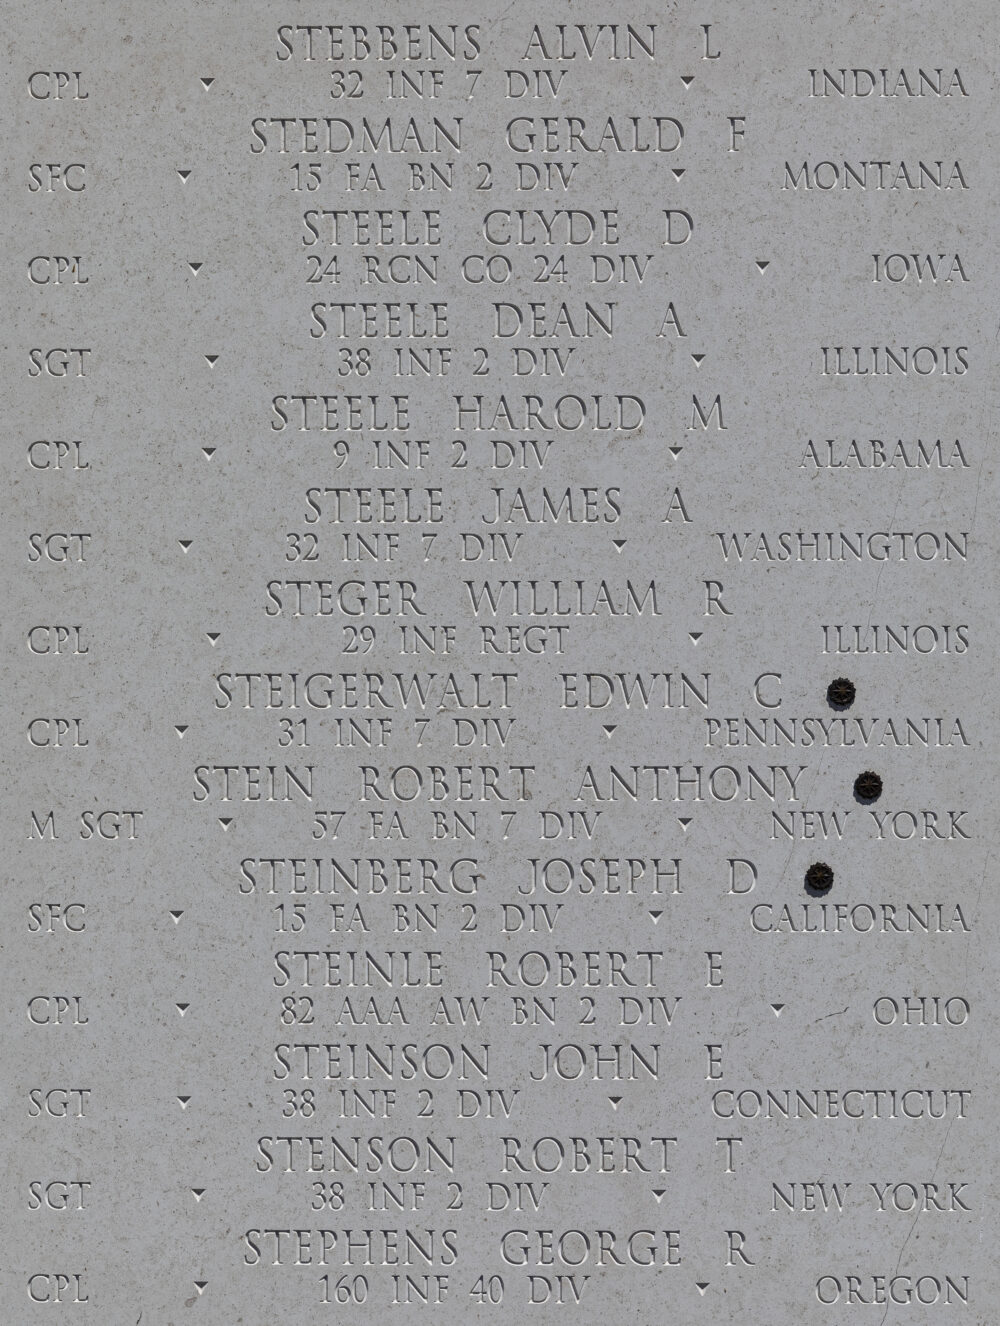 STEBBENS ALVIN L
CPL 32 INF 7 DIV INDIANA
STEDMAN GERALD F
SFC 15 FA BN 2 DIV MONTANA
STEELE CLYDE D
CPL 24 RCN CO 24 DIV IOWA
STEELE DEAN A
SGT 38 INF 2 DIV ILLINOIS
STEELE HAROLD M
CPL 9 INF 2 DIV ALABAMA
STEELE JAMES A
SGT 32 INF 7 DIV WASHINGTON
STEGER WILLIAM R
CPL 29 INF REGT ILLINOIS
STEIGERWALT EDWIN C
CPL 31 INF 7 DIV PENNSYLVANIA
STEIN ROBERT ANTHONY
M SGT 57 FA BN 7 DIV NEW YORK
STEINBERG JOSEPH D
SFC 15 FA BN 2 DIV CALIFORNIA
STEINLE ROBERT E
CPL 82 AAA AW BN 2 DIV OHIO
STEINSON JOHN E
SGT 38 INF 2 DIV CONNECTICUT
STENSON ROBERT T
SGT 38 INF 2 DIV NEW YORK
STEPHENS GEORGE R
CPL 160 INF 40 DIV OREGON